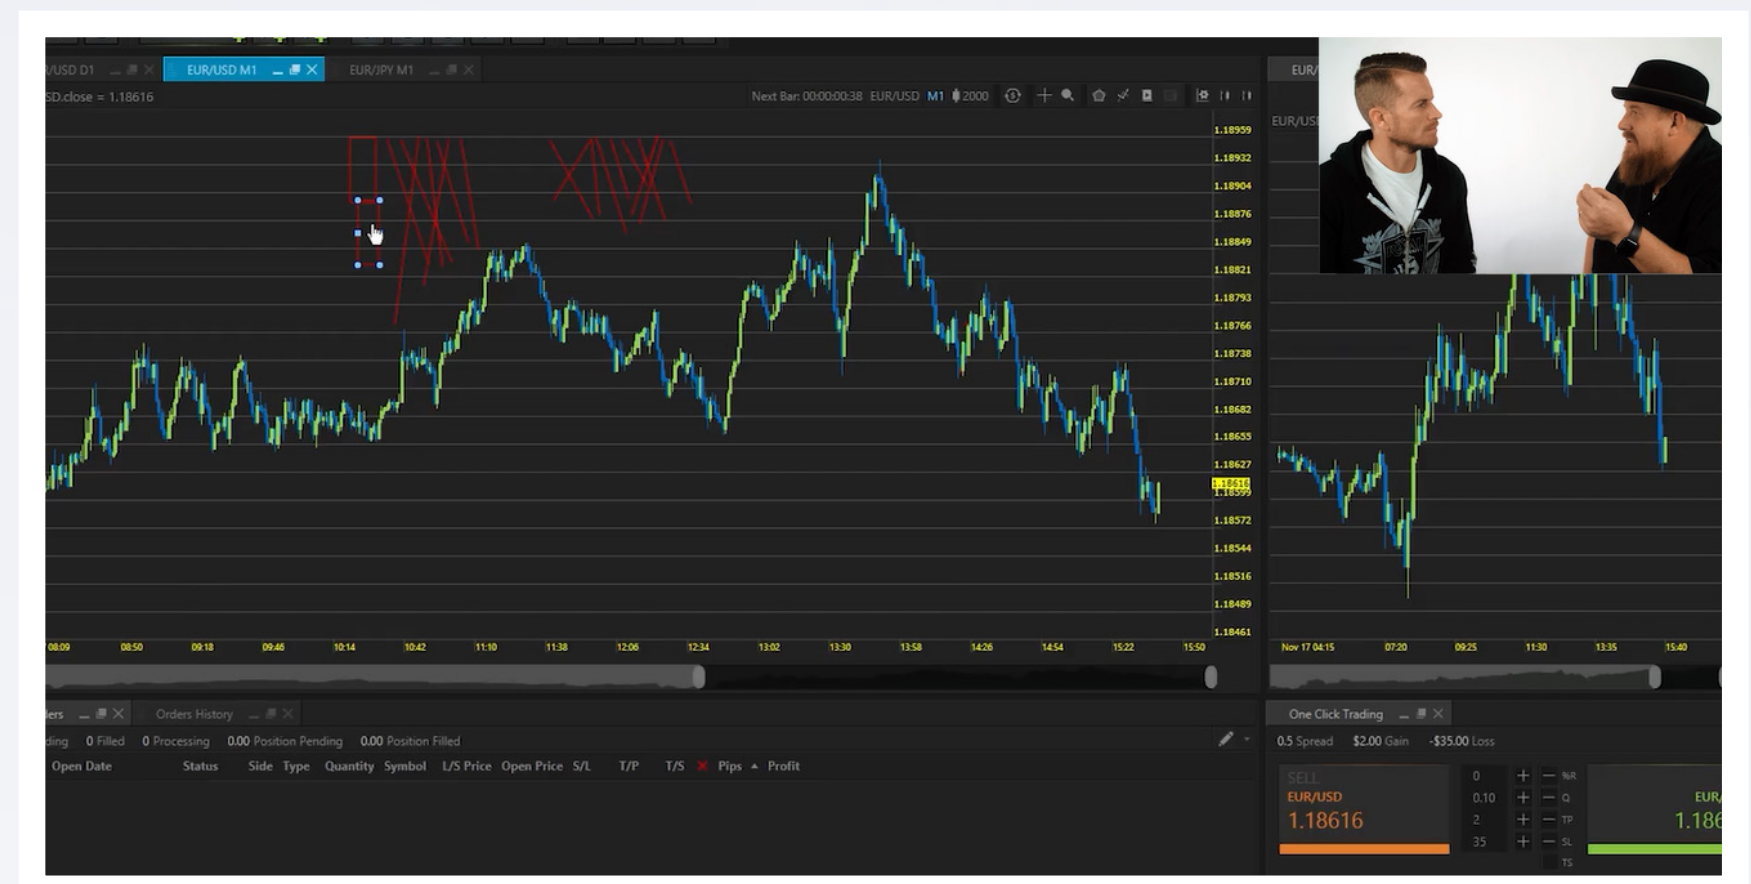 /USD D1
EUR/USD M1
EUR/JPY M1
EUR/
SD.close = 1.18616
Next Bar: 00:00:00:38 EUR/USD M1 2000
EUR/US
1.18959
1.18932
1.18904
1.18876
1.18849
1.18821
1.18793
1.18766
1.18738
1.18710
1.18682
1.18655
1.18627
1.18616
1.18599
1.18572
1.18544
1.18516
1.18489
1.18461
08:09 08:50 09:18 09:46 10:14 10:42 11:10 11:38 12:06 12:34 13:02 13:30 13:58 14:26 14:54 15:22 15:50
Nov 17 04:15 07:20 09:25 11:30 13:35 15:40
ders Orders History
ding 0 Filled 0 Processing 0.00 Position Pending 0.00 Position Filled
Open Date Status Side Type Quantity Symbol L/S Price Open Price S/L T/P T/S Pips Profit
One Click Trading
0.5 Spread $2.00 Gain -$35.00 Loss
SELL
EUR/USD
1.18616
0 + − %R
0.10 + − Q
2 + − TP
35 + − SL
TS
EUR/
1.186